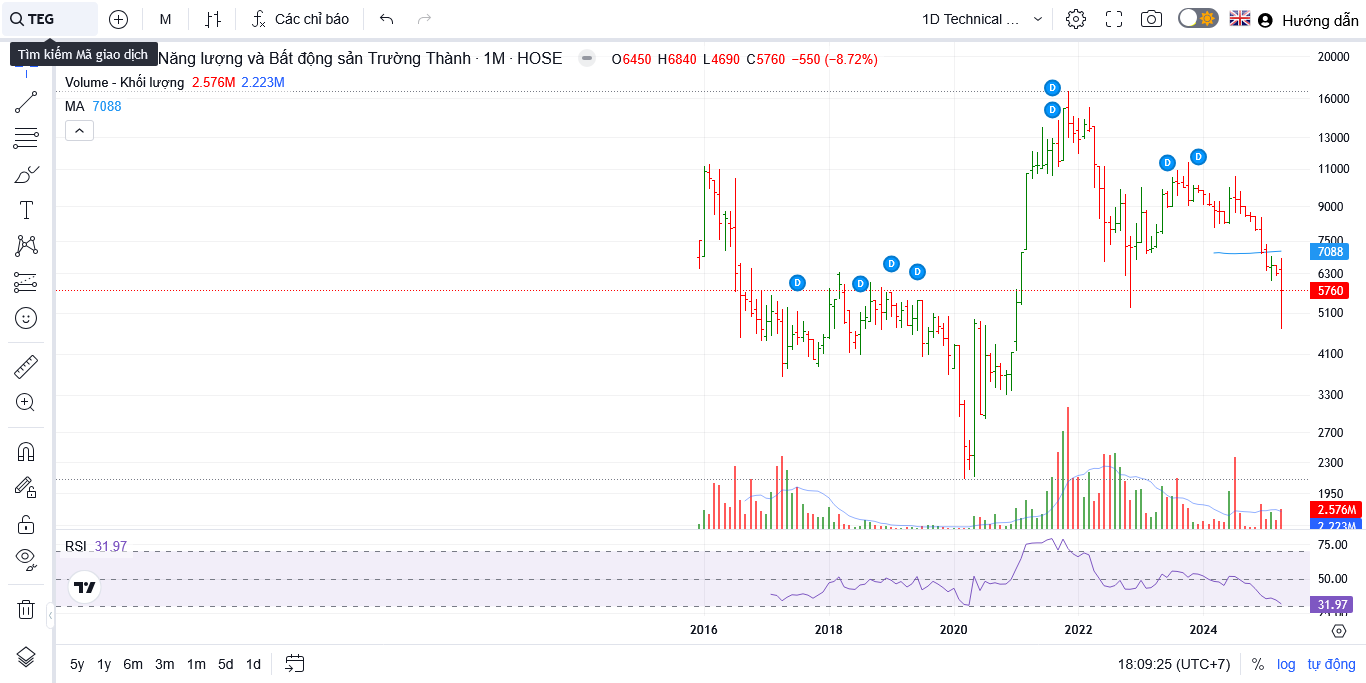 TEG
M
Các chỉ báo
1D Technical ...
Hướng dẫn
Tìm kiếm Mã giao dịch
Năng lượng và Bất động sản Trường Thành · 1M · HOSE
O6450 H6840 L4690 C5760 −550 (−8.72%)
Volume - Khối lượng 2.576M 2.223M
MA 7088
D
D
D
D
D
D
D
D
20000
16000
13000
11000
9000
7500
7088
6300
5760
5100
4100
3300
2700
2300
1950
2.576M
2.223M
RSI 31.97
75.00
50.00
31.97
2016
2018
2020
2022
2024
5y 1y 6m 3m 1m 5d 1d
18:09:25 (UTC+7)
% log tự động